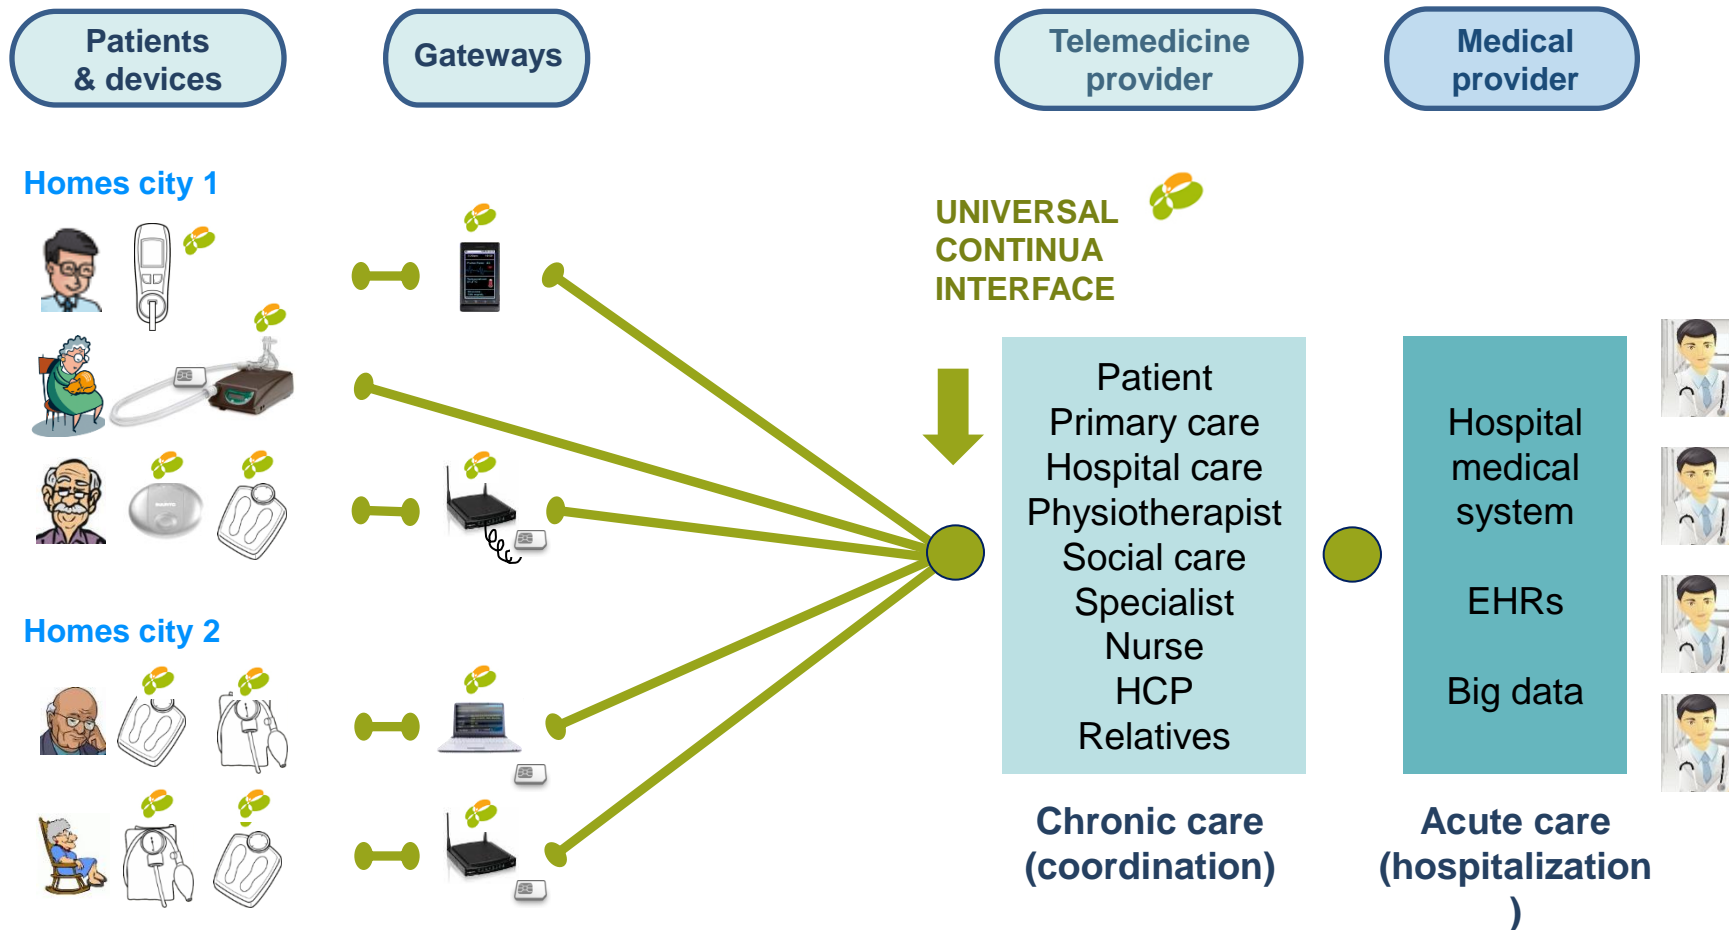 Patients
& devices
Gateways
Telemedicine
provider
Medical
provider
Homes city 1
UNIVERSAL
CONTINUA
INTERFACE
Patient
Primary care
Hospital care
Physiotherapist
Social care
Specialist
Nurse
HCP
Relatives
Hospital
medical
system
EHRs
Big data
Homes city 2
Chronic care
(coordination)
Acute care
(hospitalization
)